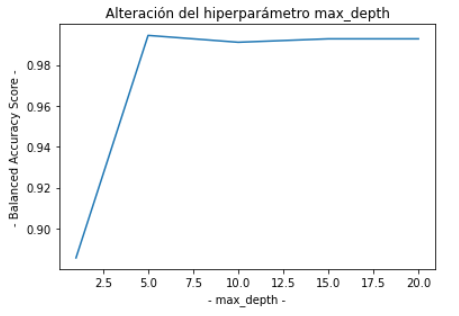 Alteración del hiperparámetro max_depth
- Balanced Accuracy Score -
0.98
0.96
0.94
0.92
0.90
2.5 5.0 7.5 10.0 12.5 15.0 17.5 20.0
- max_depth -